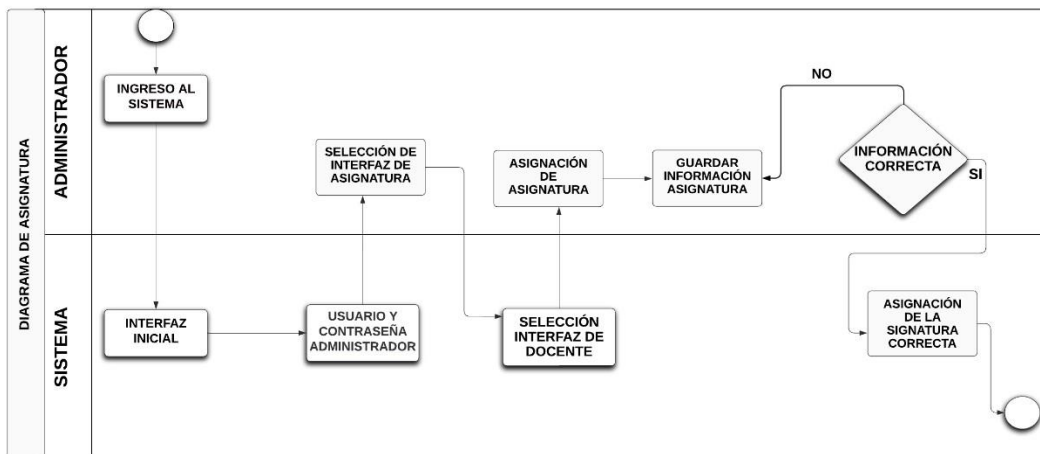 DIAGRAMA DE ASIGNATURA
ADMINISTRADOR
INGRESO AL
SISTEMA
SELECCIÓN DE
INTERFAZ DE
ASIGNATURA
ASIGNACIÓN
DE
ASIGNATURA
GUARDAR
INFORMACIÓN
ASIGNATURA
NO
INFORMACIÓN
CORRECTA
SI
SISTEMA
INTERFAZ
INICIAL
USUARIO Y
CONTRASEÑA
ADMINISTRADOR
SELECCIÓN
INTERFAZ DE
DOCENTE
ASIGNACIÓN
DE LA
SIGNATURA
CORRECTA